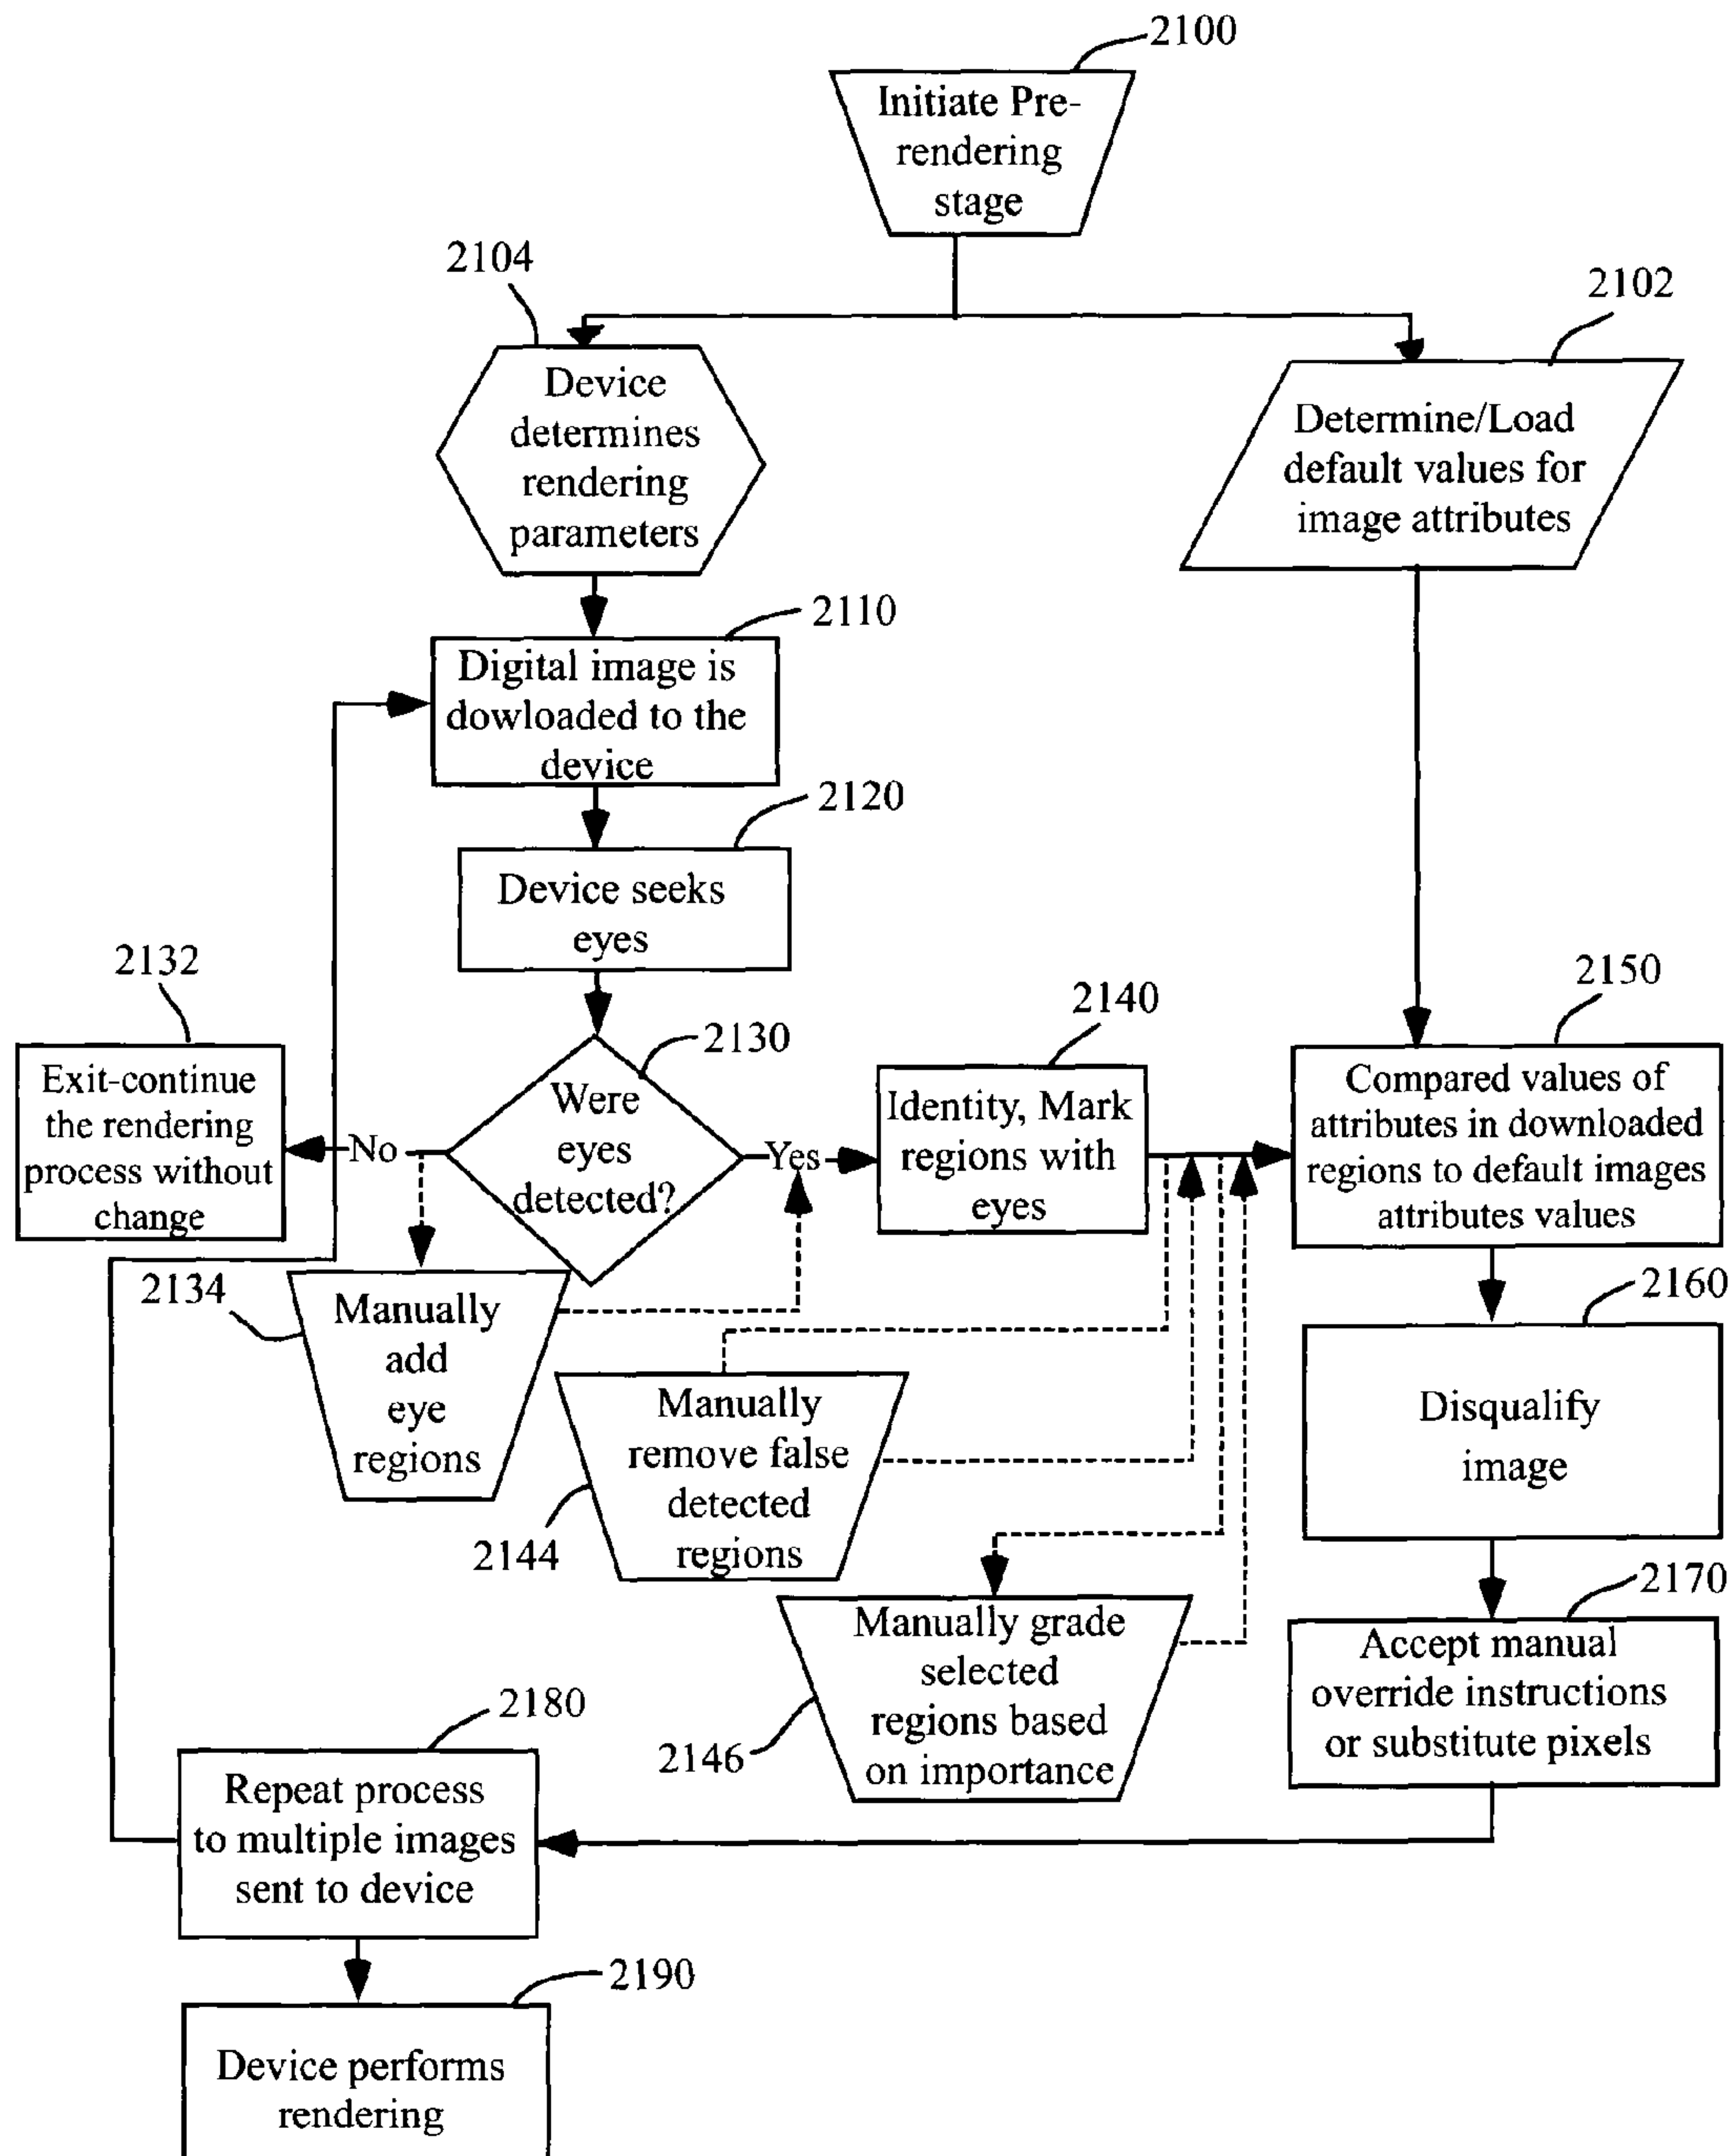 2100
Initiate Pre-
rendering
stage
2104
2102
Device
determines
rendering
parameters
Determine/Load
default values for
image attributes
2110
Digital image is
dowloaded to the
device
2120
Device seeks
eyes
2132
Exit-continue
the rendering
process without
change
2130
Were
eyes
detected?
No
Yes
2140
Identity, Mark
regions with
eyes
2150
Compared values of
attributes in downloaded
regions to default images
attributes values
2134
Manually
add
eye
regions
2144
Manually
remove false
detected
regions
2160
Disqualify
image
2146
Manually grade
selected
regions based
on importance
2170
Accept manual
override instructions
or substitute pixels
2180
Repeat process
to multiple images
sent to device
2190
Device performs
rendering